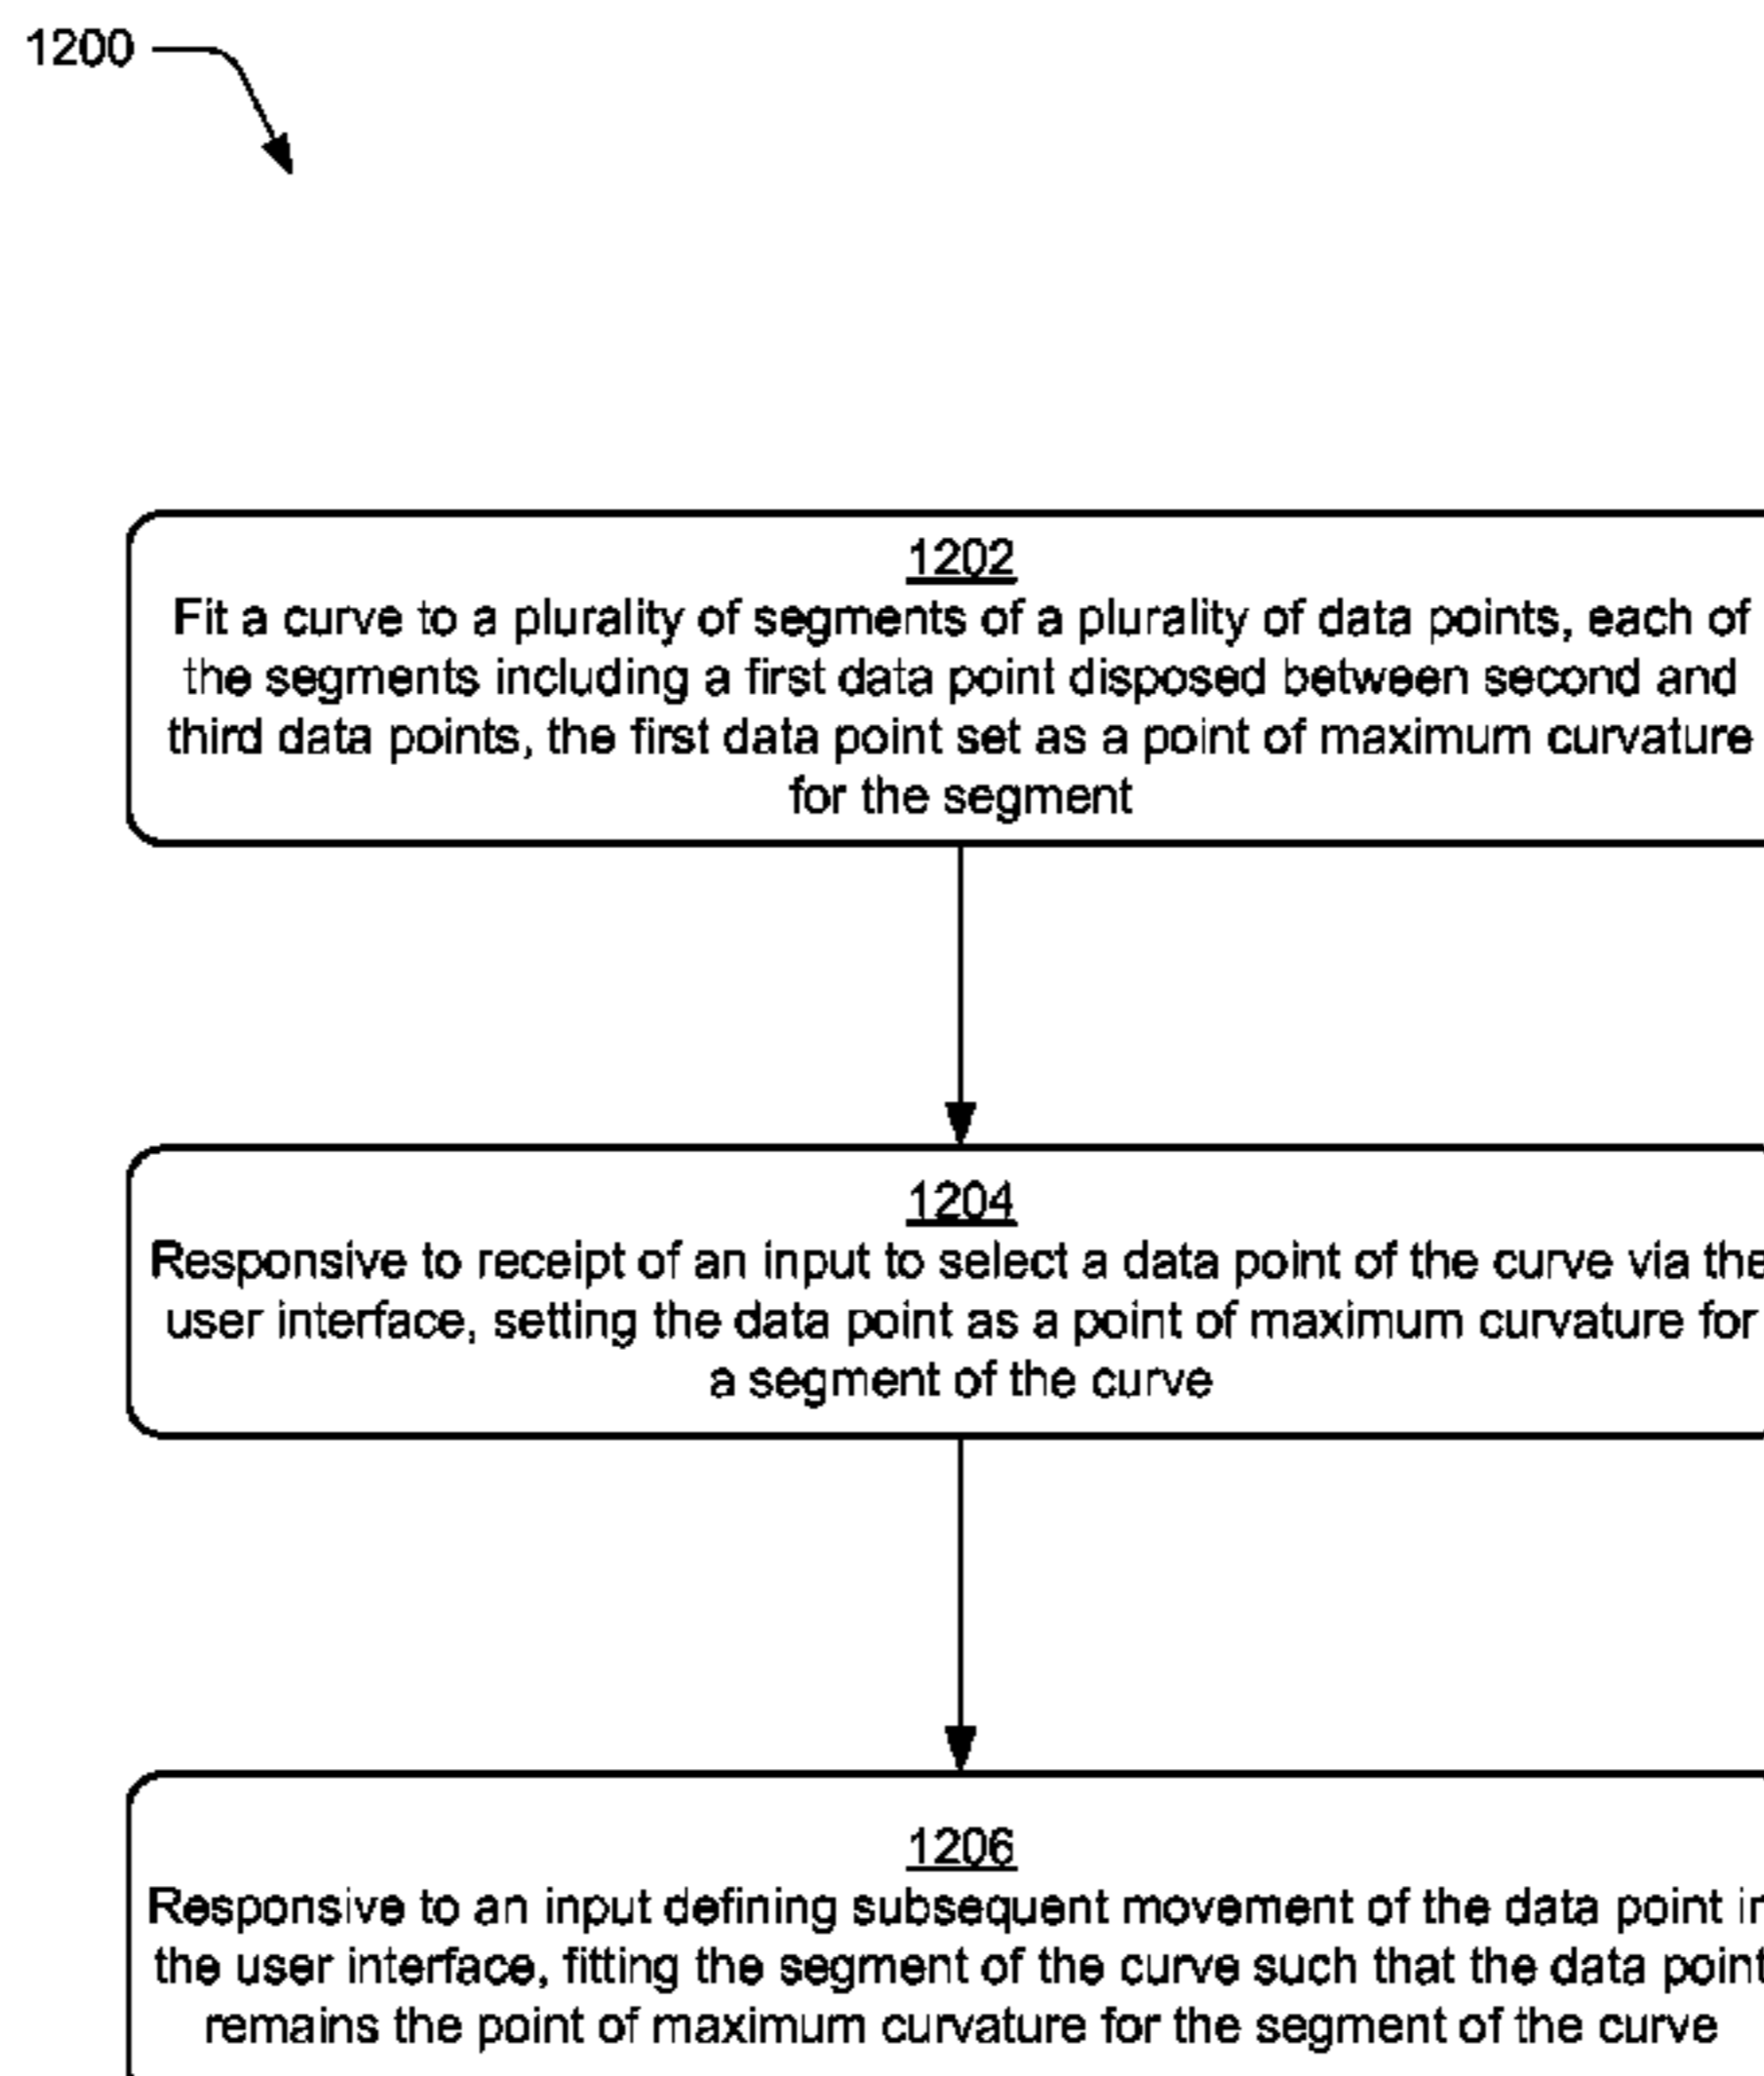 1200
1202
Fit a curve to a plurality of segments of a plurality of data points, each of
the segments including a first data point disposed between second and
third data points, the first data point set as a point of maximum curvature
for the segment
1204
Responsive to receipt of an input to select a data point of the curve via the
user interface, setting the data point as a point of maximum curvature for
a segment of the curve
1206
Responsive to an input defining subsequent movement of the data point in
the user interface, fitting the segment of the curve such that the data point
remains the point of maximum curvature for the segment of the curve